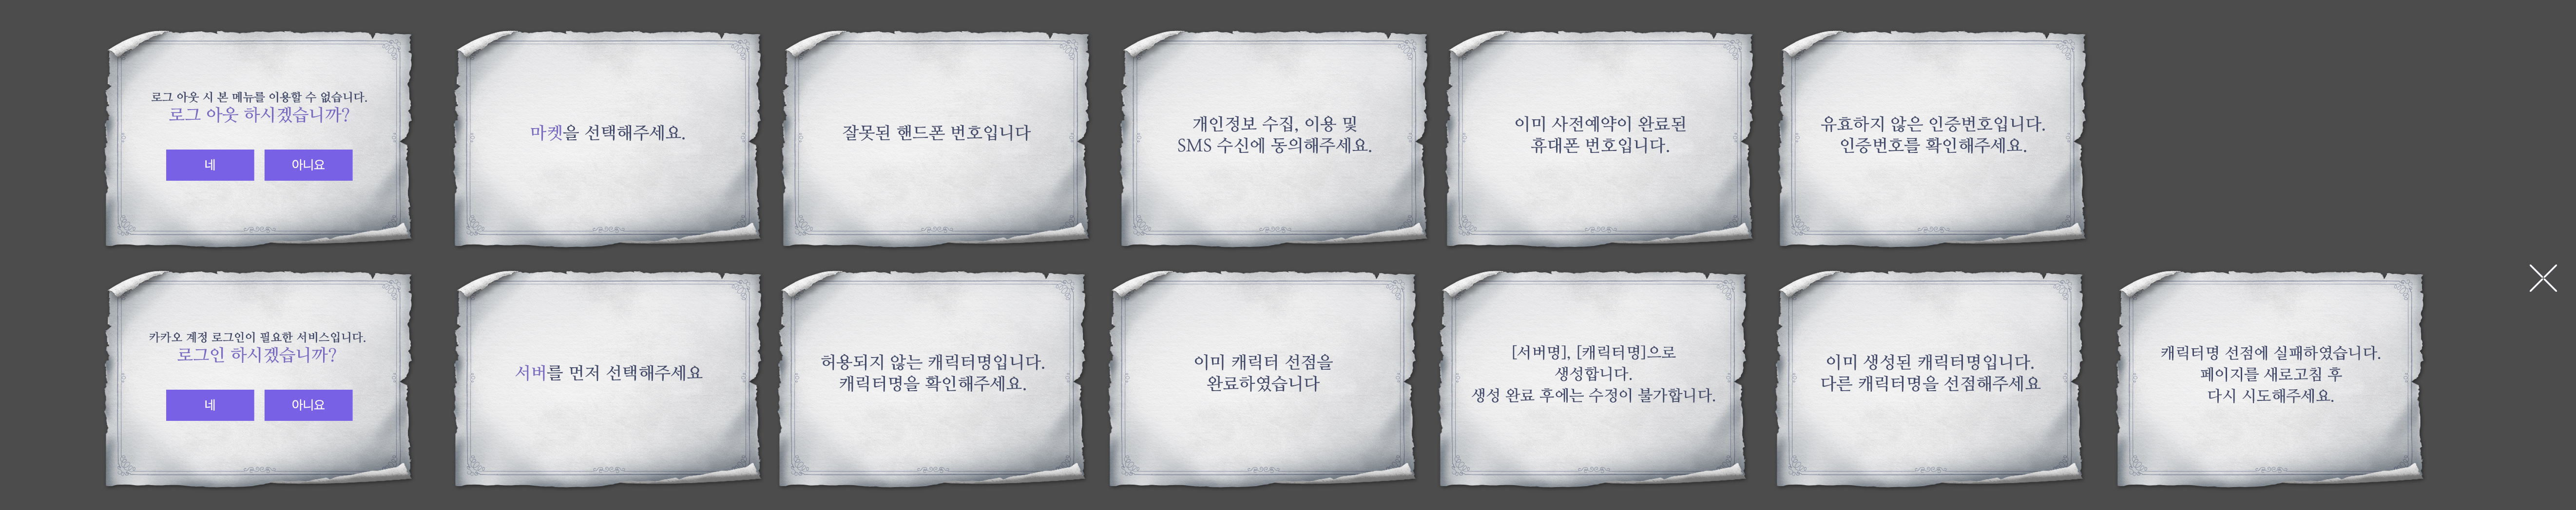 로그 아웃 시 본 메뉴를 이용할 수 없습니다.
로그 아웃 하시겠습니까?
네
아니요
마켓을 선택해주세요.
잘못된 핸드폰 번호입니다
개인정보 수집, 이용 및
SMS 수신에 동의해주세요.
이미 사전예약이 완료된
휴대폰 번호입니다.
유효하지 않은 인증번호입니다.
인증번호를 확인해주세요.
카카오 계정 로그인이 필요한 서비스입니다.
로그인 하시겠습니까?
네
아니요
서버를 먼저 선택해주세요
허용되지 않는 캐릭터명입니다.
캐릭터명을 확인해주세요.
이미 캐릭터 선점을
완료하였습니다
[서버명], [캐릭터명]으로
생성합니다.
생성 완료 후에는 수정이 불가합니다.
이미 생성된 캐릭터명입니다.
다른 캐릭터명을 선점해주세요
캐릭터명 선점에 실패하였습니다.
페이지를 새로고침 후
다시 시도해주세요.